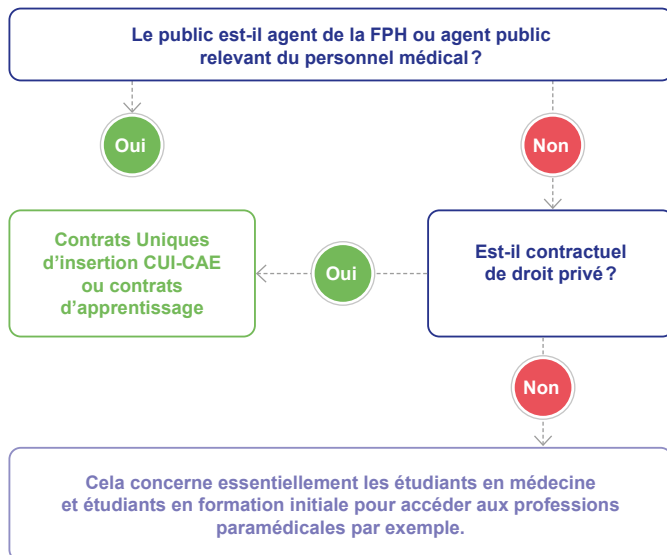 Le public est-il agent de la FPH ou agent public
relevant du personnel médical ?
Oui
Non
Contrats Uniques
d’insertion CUI-CAE
ou contrats
d’apprentissage
Oui
Est-il contractuel
de droit privé ?
Non
Cela concerne essentiellement les étudiants en médecine
et étudiants en formation initiale pour accéder aux professions
paramédicales par exemple.